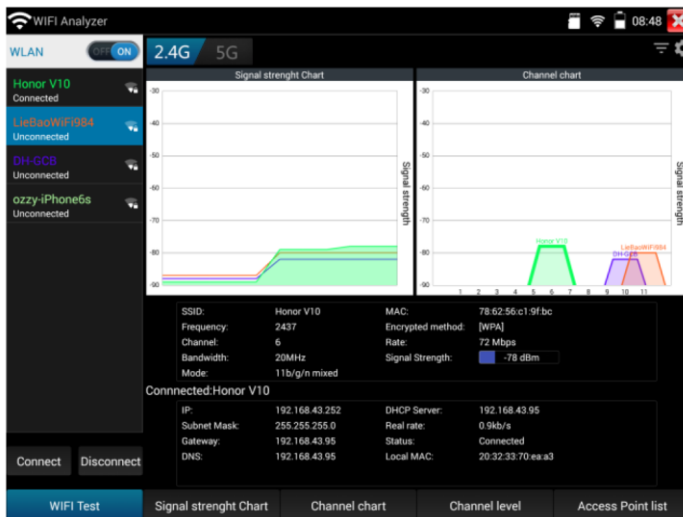 WIFI Analyzer
08:48
WLAN
OFF ON
2.4G
5G
Honor V10
Connected
LieBaoWiFi984
Unconnected
DH-GCB
Unconnected
ozzy-iPhone6s
Unconnected
Signal strenght Chart
-30
-40
-50
-60
-70
-80
-90
Signal strength
Channel chart
-30
-40
-50
-60
-70
-80
-90
Honor V10
DH-GCB
LieBaoWiFi984
1 2 3 4 5 6 7 8 9 10 11
Signal strength
SSID: Honor V10 MAC: 78:62:56:c1:9f:bc
Frequency: 2437 Encrypted method: [WPA]
Channel: 6 Rate: 72 Mbps
Bandwidth: 20MHz Signal Strength: -78 dBm
Mode: 11b/g/n mixed
Connnected:Honor V10
IP: 192.168.43.252 DHCP Server: 192.168.43.95
Subnet Mask: 255.255.255.0 Real rate: 0.9kb/s
Gateway: 192.168.43.95 Status: Connected
DNS: 192.168.43.95 Local MAC: 20:32:33:70:ea:a3
Connect Disconnect
WIFI Test Signal strenght Chart Channel chart Channel level Access Point list